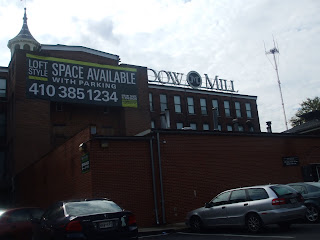 LOFT
STYLE
SPACE AVAILABLE
WITH PARKING
410 385 1234
DOW MILL